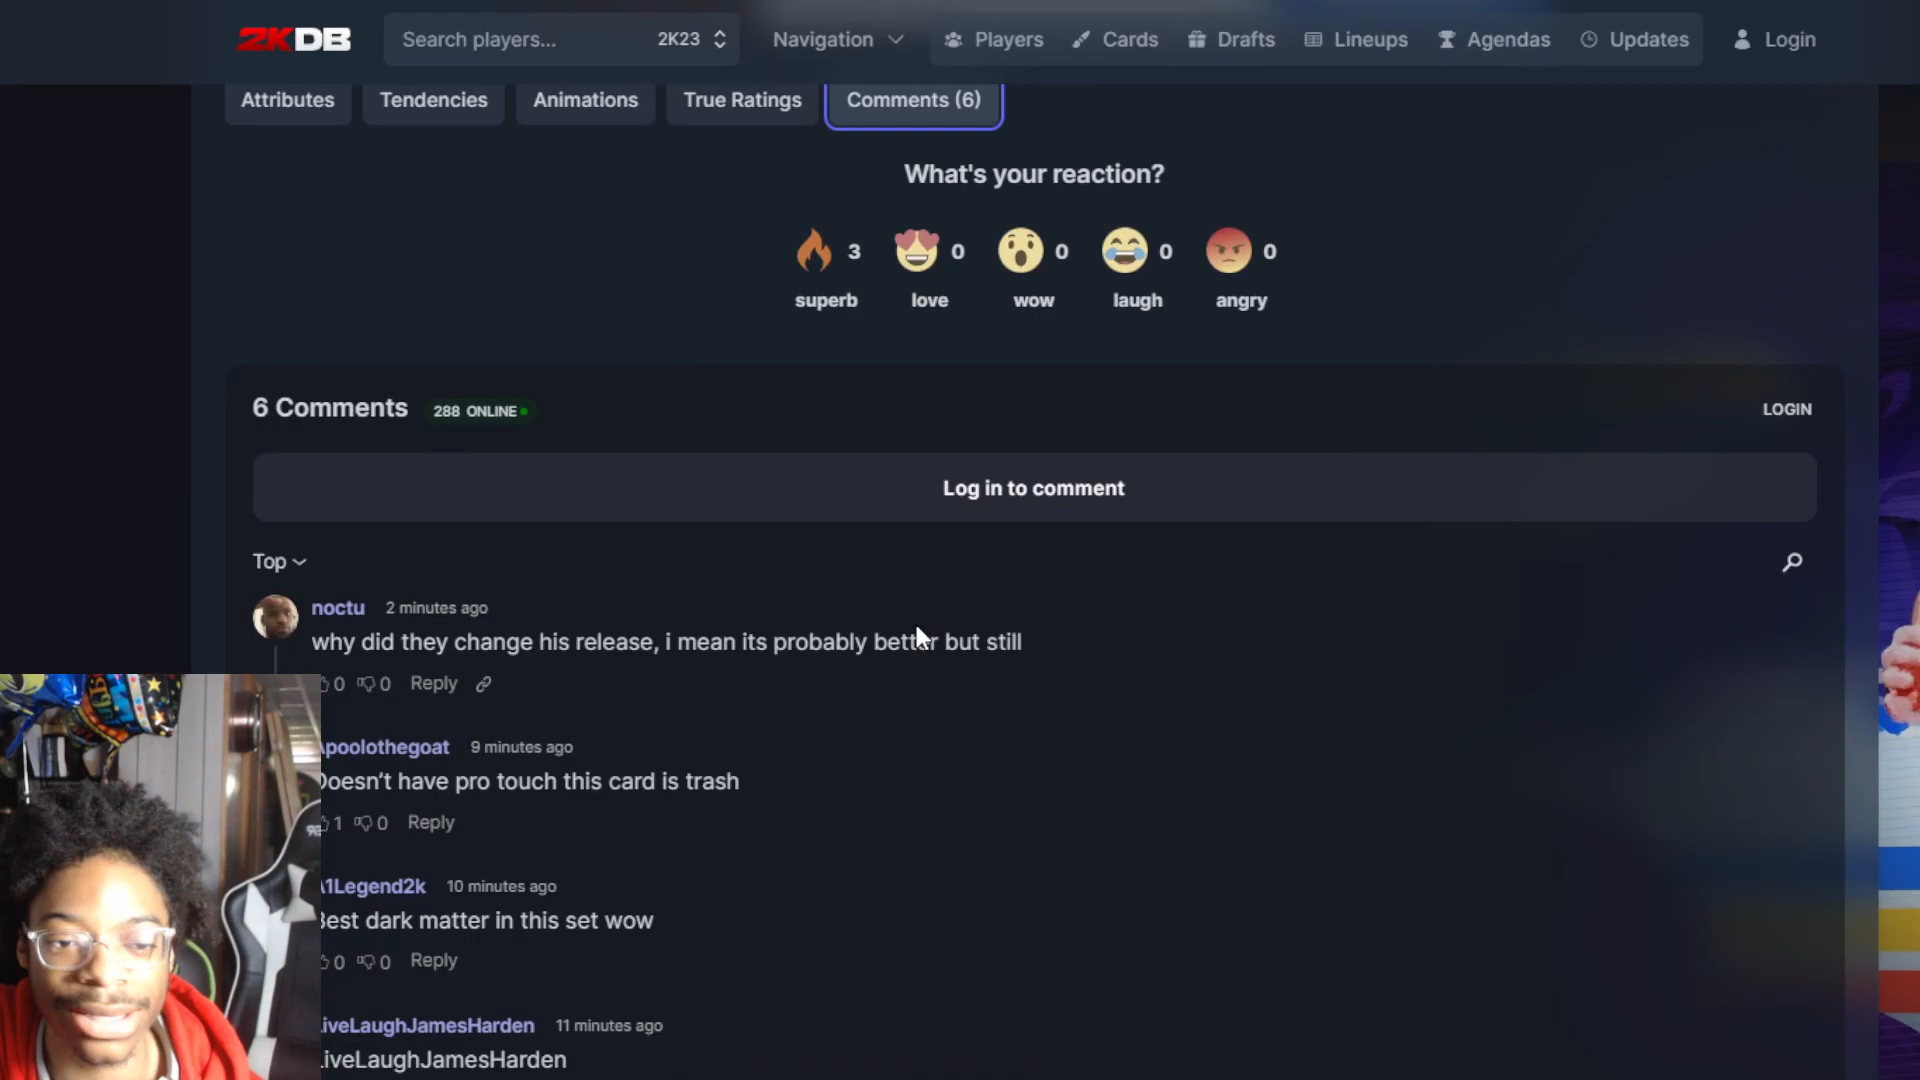 2KDB
Search players...
2K23
Navigation
Players
Cards
Drafts
Lineups
Agendas
Updates
Login
Attributes
Tendencies
Animations
True Ratings
Comments (6)
What's your reaction?
3
0
0
0
0
superb
love
wow
laugh
angry
6 Comments
288 ONLINE
LOGIN
Log in to comment
Top
noctu 2 minutes ago
why did they change his release, i mean its probably better but still
0 0 Reply
poolothegoat 9 minutes ago
oesn't have pro touch this card is trash
1 0 Reply
1Legend2k 10 minutes ago
Best dark matter in this set wow
0 0 Reply
iveLaughJamesHarden 11 minutes ago
iveLaughJamesHarden